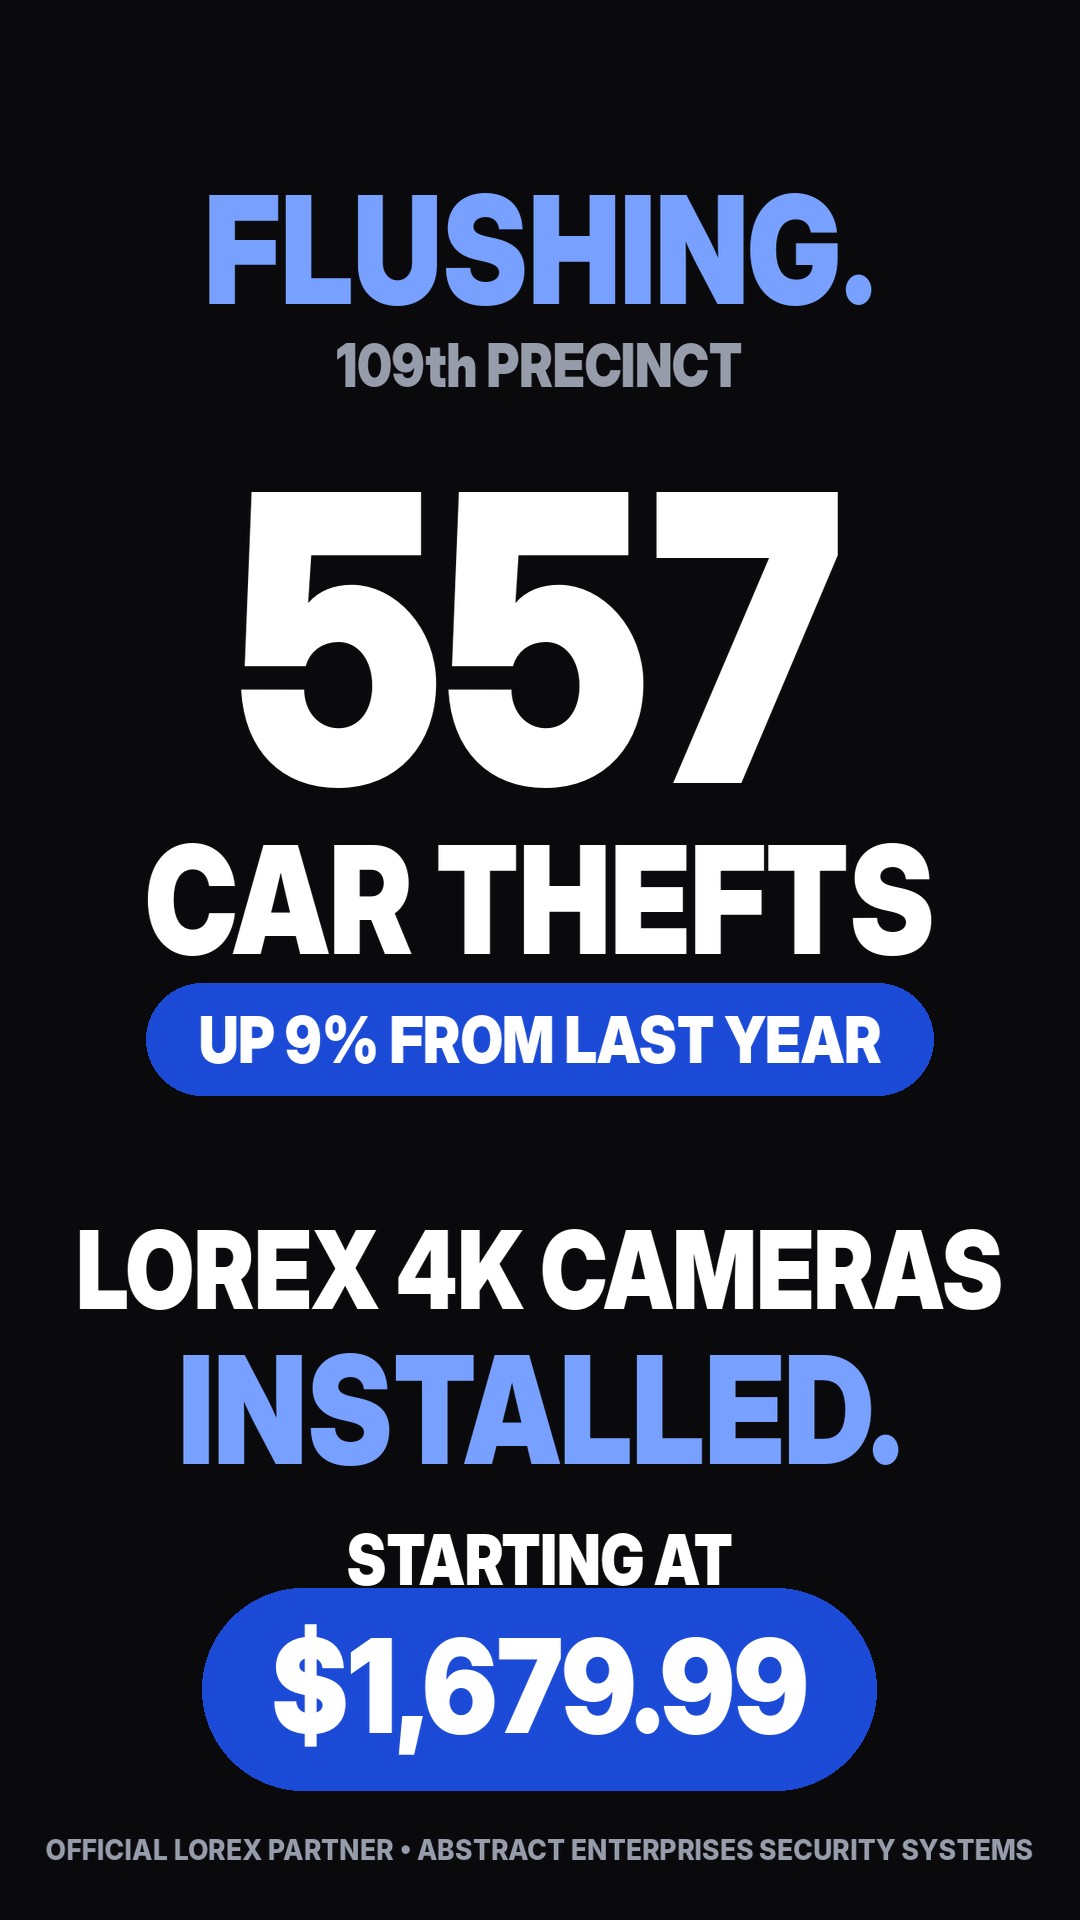 FLUSHING.
109th PRECINCT
557
CAR THEFTS
UP 9% FROM LAST YEAR
LOREX 4K CAMERAS
INSTALLED.
STARTING AT
$1,679.99
OFFICIAL LOREX PARTNER • ABSTRACT ENTERPRISES SECURITY SYSTEMS